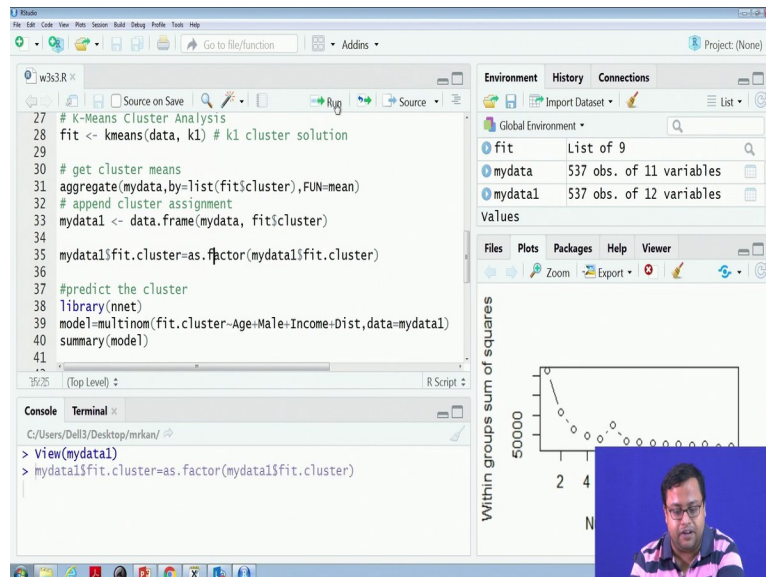 RStudio
File Edit Code View Plots Session Build Debug Profile Tools Help
Go to file/function
Addins
Project: (None)
w3s3.R ×
Source on Save
Run
Source
27 # K-Means Cluster Analysis
28 fit <- kmeans(data, k1) # k1 cluster solution
29
30 # get cluster means
31 aggregate(mydata,by=list(fit$cluster),FUN=mean)
32 # append cluster assignment
33 mydata1 <- data.frame(mydata, fit$cluster)
34
35 mydata1$fit.cluster=as.factor(mydata1$fit.cluster)
36
37 #predict the cluster
38 library(nnet)
39 model=multinom(fit.cluster~Age+Male+Income+Dist,data=mydata1)
40 summary(model)
41
(Top Level)
R Script
Console Terminal ×
C:/Users/Dell3/Desktop/mrkan/
> View(mydata1)
> mydata1$fit.cluster=as.factor(mydata1$fit.cluster)
Environment History Connections
Import Dataset
List
Global Environment
fit List of 9
mydata 537 obs. of 11 variables
mydata1 537 obs. of 12 variables
Values
Files Plots Packages Help Viewer
Zoom Export
Within groups sum of squares
50000
2 4
N